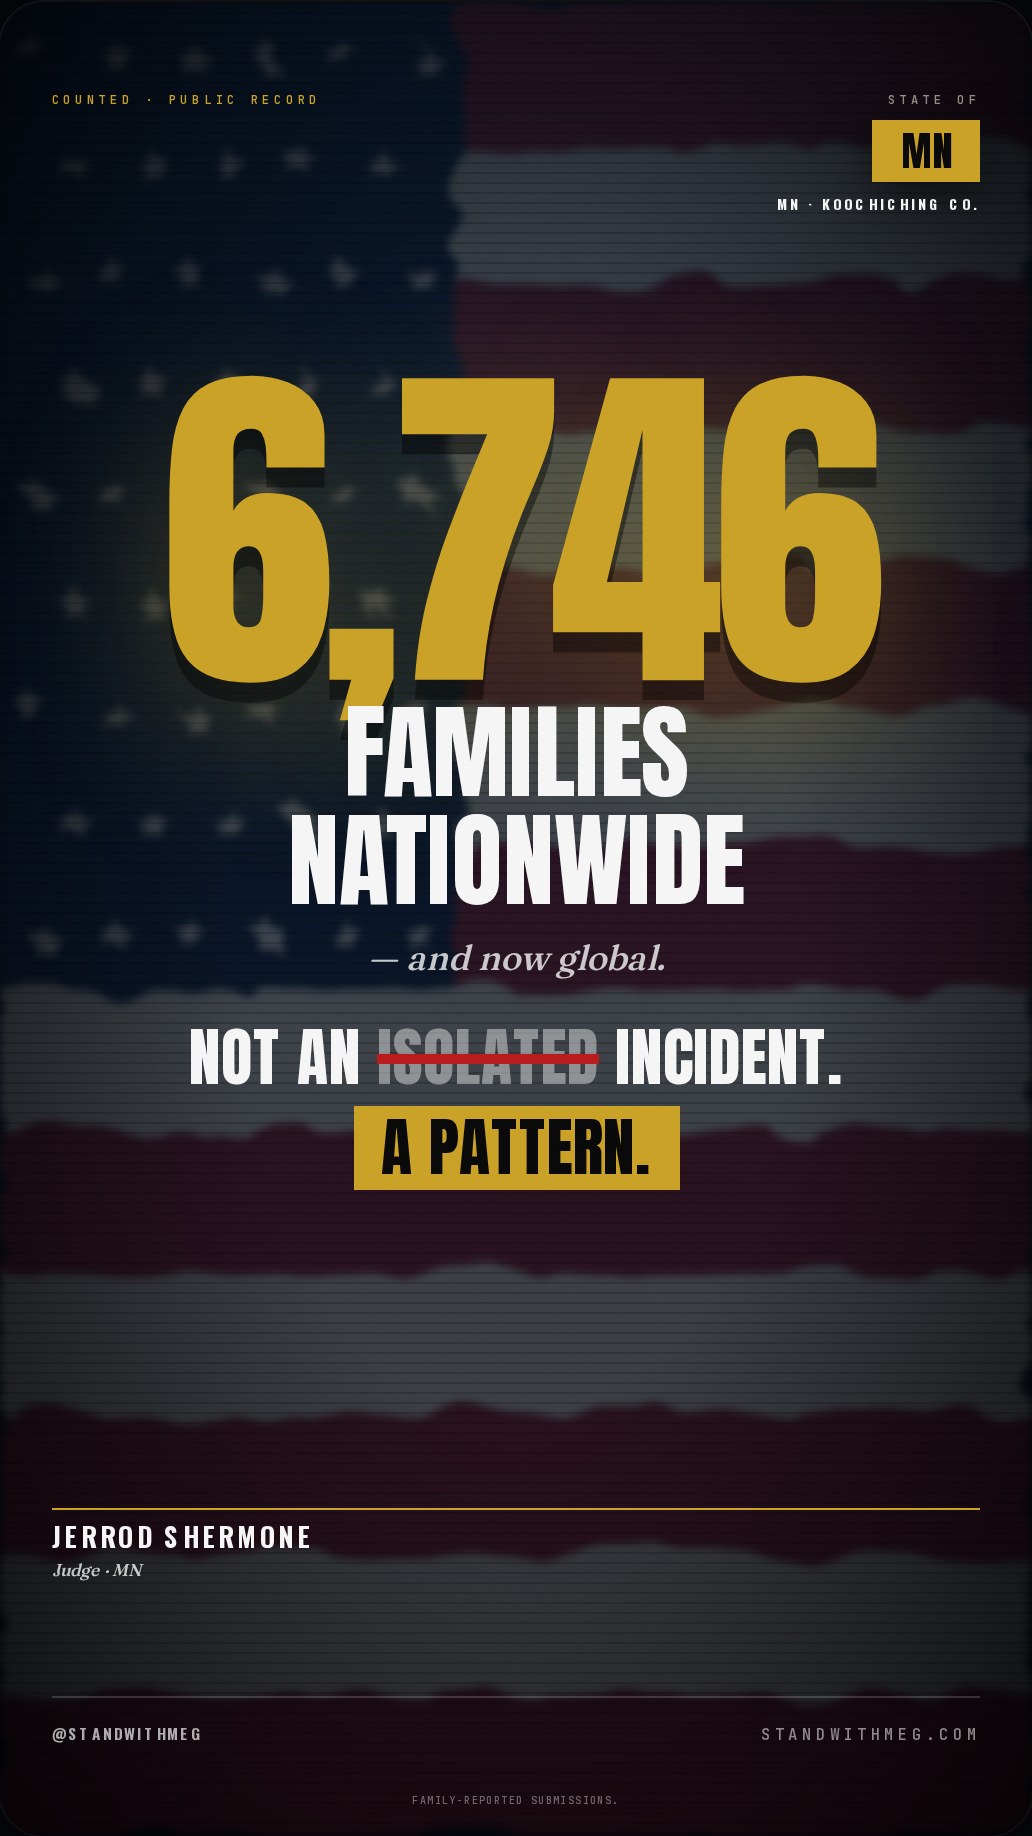 COUNTED · PUBLIC RECORD
STATE OF
MN
MN · KOOCHICHING CO.
6,746
FAMILIES
NATIONWIDE
— and now global.
NOT AN ISOLATED INCIDENT.
A PATTERN.
JERROD SHERMONE
Judge · MN
@STANDWITHMEG
STANDWITHMEG.COM
FAMILY-REPORTED SUBMISSIONS.